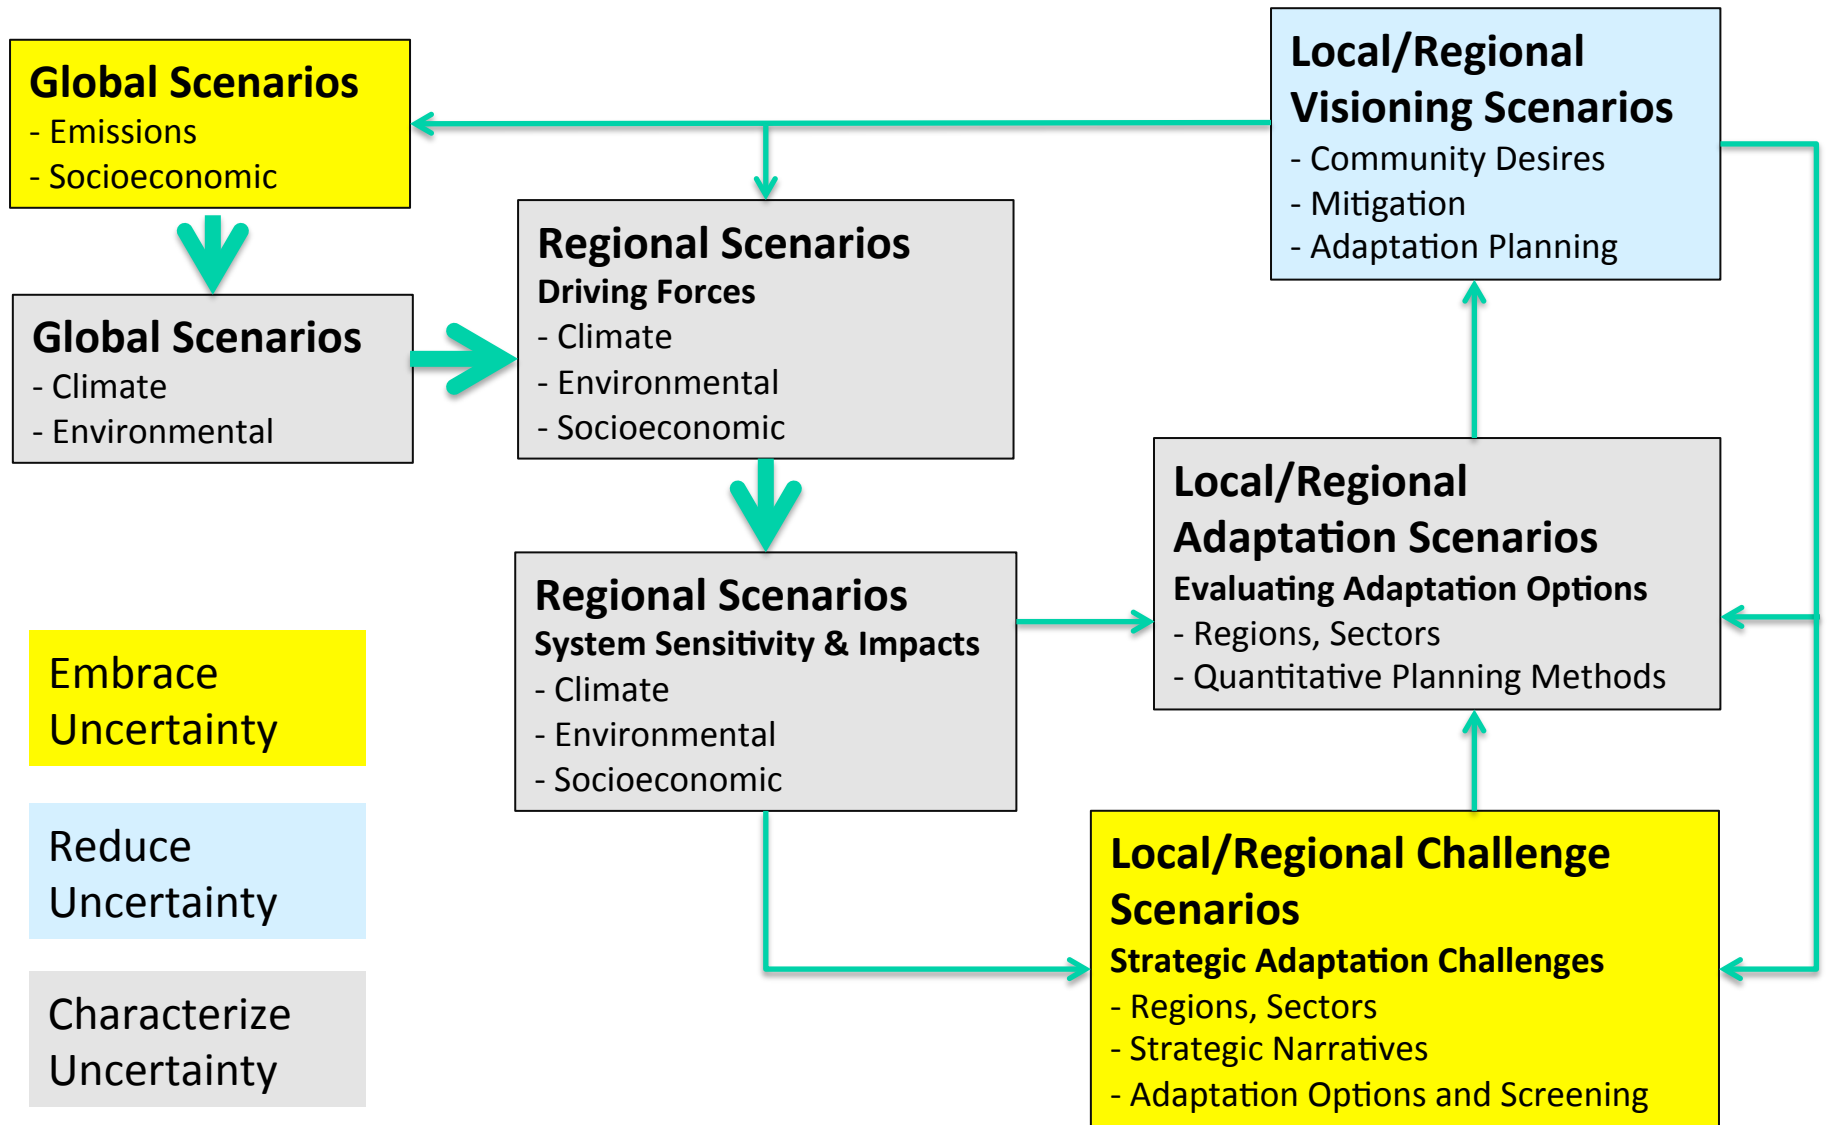 Global Scenarios
- Emissions
- Socioeconomic
Global Scenarios
- Climate
- Environmental
Regional Scenarios
Driving Forces
- Climate
- Environmental
- Socioeconomic
Regional Scenarios
System Sensitivity & Impacts
- Climate
- Environmental
- Socioeconomic
Local/Regional
Visioning Scenarios
- Community Desires
- Mitigation
- Adaptation Planning
Local/Regional
Adaptation Scenarios
Evaluating Adaptation Options
- Regions, Sectors
- Quantitative Planning Methods
Local/Regional Challenge
Scenarios
Strategic Adaptation Challenges
- Regions, Sectors
- Strategic Narratives
- Adaptation Options and Screening
Embrace
Uncertainty
Reduce
Uncertainty
Characterize
Uncertainty